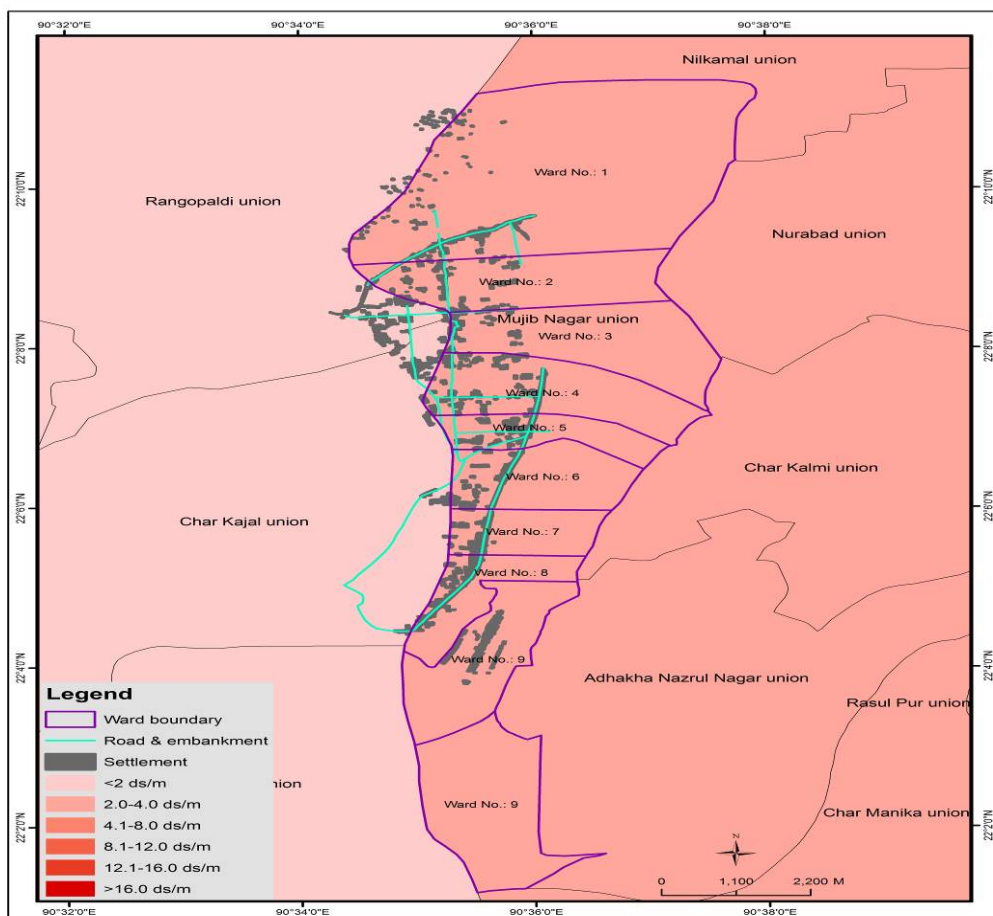 90°32'0"E 90°34'0"E 90°36'0"E 90°38'0"E
Nilkamal union
Ward No.: 1
22°10'0"N 22°10'0"N
Rangopaldi union
Nurabad union
Ward No.: 2
Mujib Nagar union
Ward No.: 3
22°8'0"N 22°8'0"N
Ward No.: 4
Ward No.: 5
Char Kalmi union
Ward No.: 6
22°6'0"N 22°6'0"N
Char Kajal union
Ward No.: 7
Ward No.: 8
Ward No.: 9
22°4'0"N 22°4'0"N
Adhakha Nazrul Nagar union
Rasul Pur union
Legend
Ward boundary
Road & embankment
Settlement
<2 ds/m
2.0-4.0 ds/m
4.1-8.0 ds/m
8.1-12.0 ds/m
12.1-16.0 ds/m
>16.0 ds/m
union
Ward No.: 9
Char Manika union
22°2'0"N 22°2'0"N
N
0 1,100 2,200 M
90°32'0"E 90°34'0"E 90°36'0"E 90°38'0"E